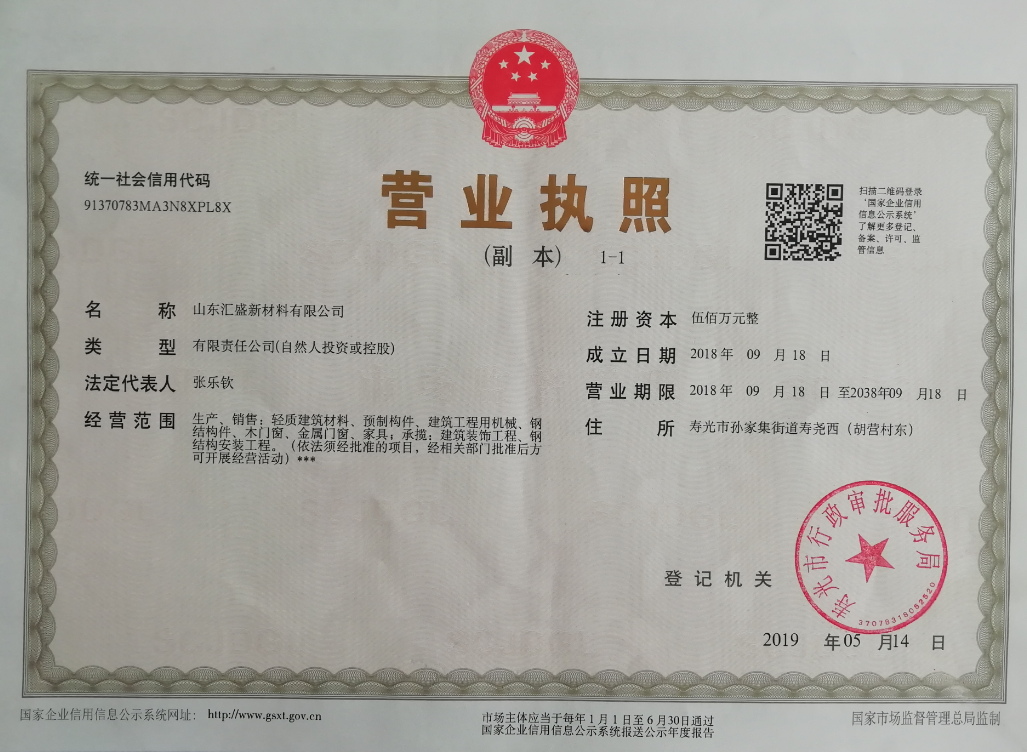 统一社会信用代码
91370783MA3N8XPL8X
营业执照
(副 本) 1-1
扫描二维码登录
‘国家企业信用
信息公示系统’
了解更多登记、
备案、许可、监
管信息
名 称 山东汇盛新材料有限公司
类 型 有限责任公司(自然人投资或控股)
法定代表人 张乐钦
经营范围 生产、销售：轻质建筑材料、预制构件、建筑工程用机械、钢
结构件、木门窗、金属门窗、家具；承揽：建筑装饰工程、钢
结构安装工程。（依法须经批准的项目，经相关部门批准后方
可开展经营活动）***
注册资本 伍佰万元整
成立日期 2018年 09 月 18 日
营业期限 2018年 09 月 18 日 至2038年09 月18 日
住 所 寿光市孙家集街道寿尧西（胡营村东）
登记机关
寿光市行政审批服务局
2019 年05 月14 日
国家企业信用信息公示系统网址： http://www.gsxt.gov.cn
市场主体应当于每年1月1日至6月30日通过
国家企业信用信息公示系统报送公示年度报告
国家市场监督管理总局监制